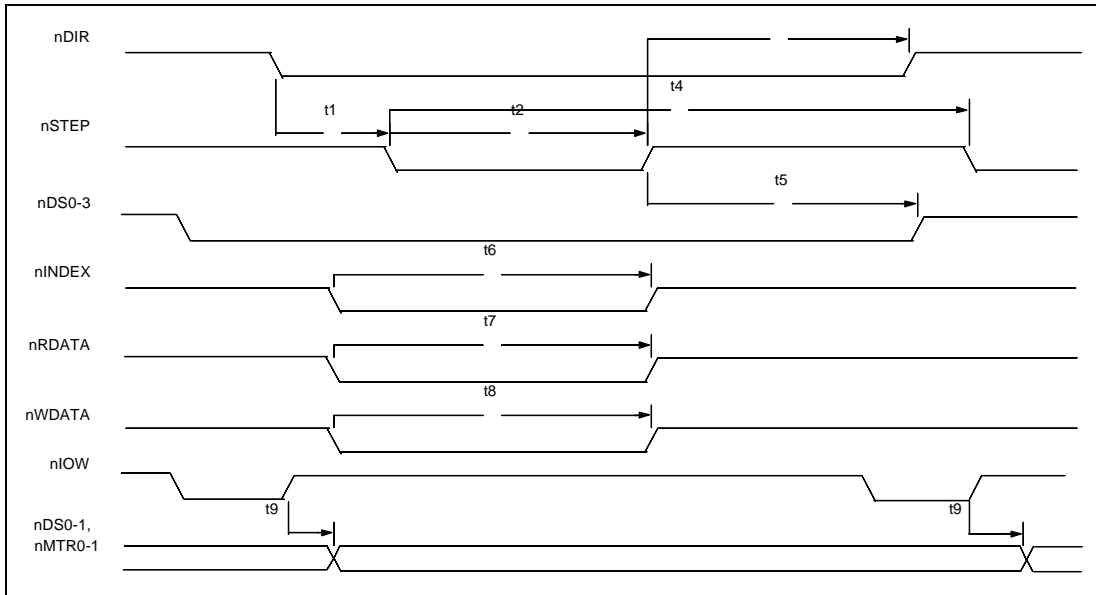 nDIR
t4
t1
t2
nSTEP
t5
nDS0-3
t6
nINDEX
t7
nRDATA
t8
nWDATA
nIOW
t9
t9
nDS0-1,
nMTR0-1